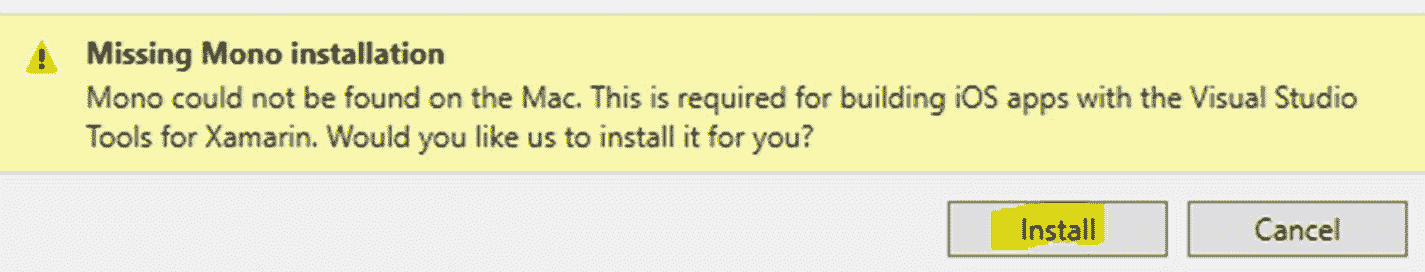 Missing Mono installation
Mono could not be found on the Mac. This is required for building iOS apps with the Visual Studio
Tools for Xamarin. Would you like us to install it for you?
Install
Cancel